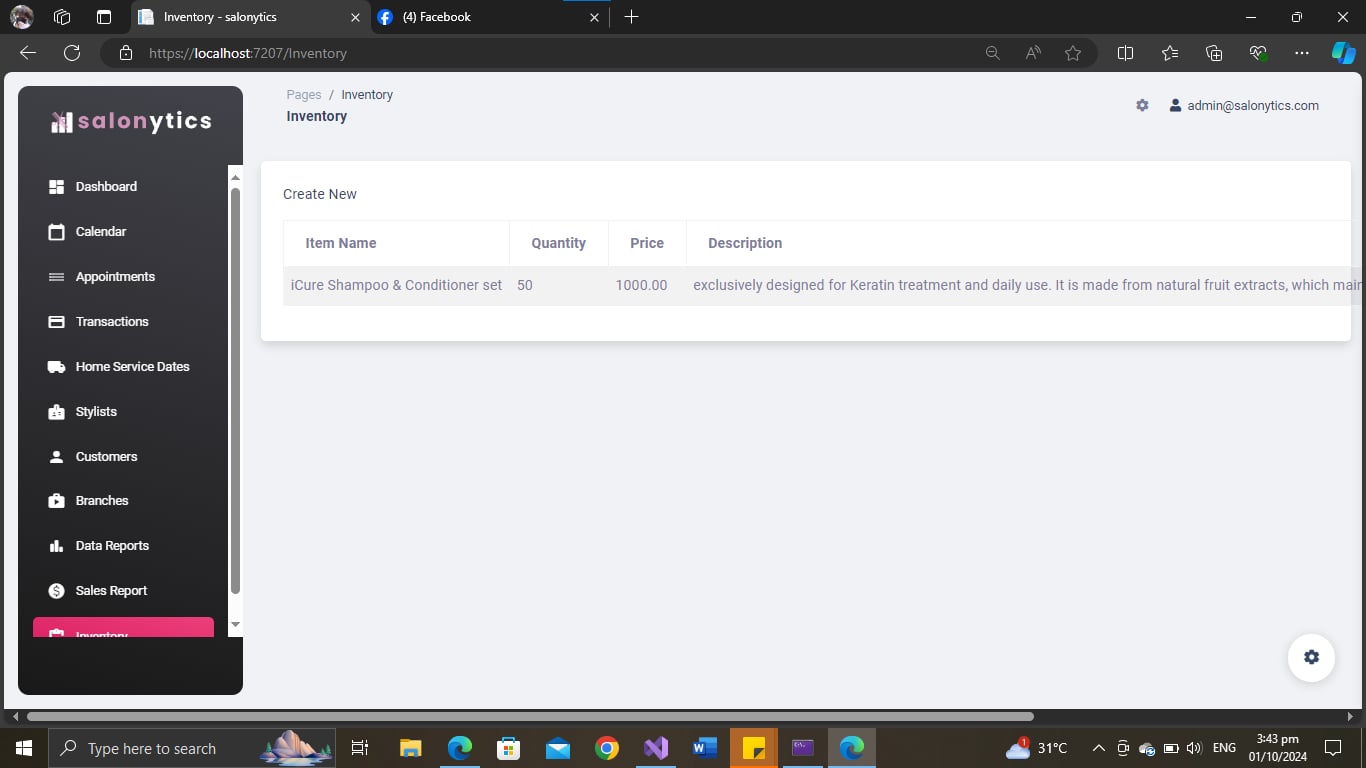 Inventory - salonytics
(4) Facebook
https://localhost:7207/Inventory
salonytics
Pages / Inventory
Inventory
admin@salonytics.com
Dashboard
Calendar
Appointments
Transactions
Home Service Dates
Stylists
Customers
Branches
Data Reports
Sales Report
Inventory
Create New
Item Name Quantity Price Description
iCure Shampoo & Conditioner set 50 1000.00 exclusively designed for Keratin treatment and daily use. It is made from natural fruit extracts, which
Type here to search
1
31°C
ENG
3:43 pm
01/10/2024